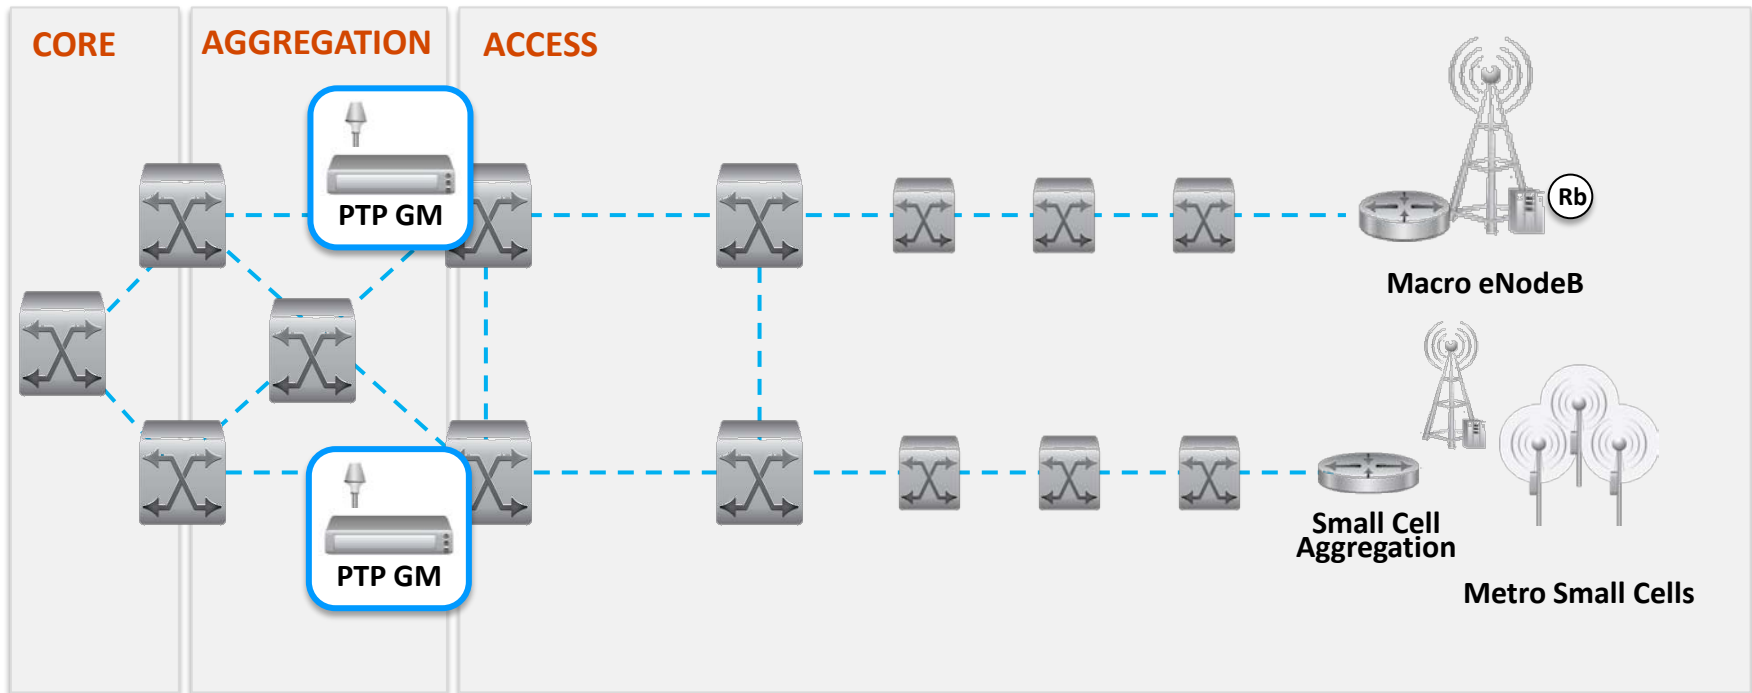 CORE
AGGREGATION
ACCESS
PTP GM
Rb
Macro eNodeB
PTP GM
Small Cell
Aggregation
Metro Small Cells